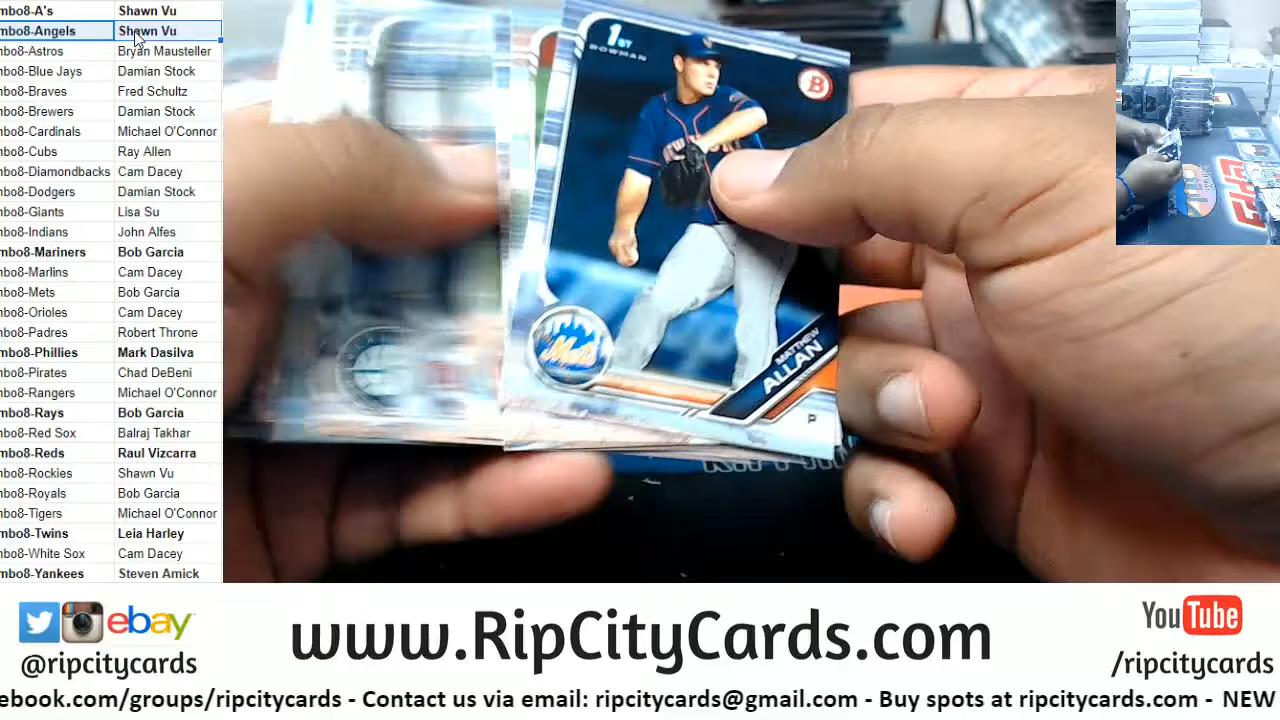 mbo8-A's Shawn Vu
mbo8-Angels Shawn Vu
mbo8-Astros Bryan Mausteller
mbo8-Blue Jays Damian Stock
mbo8-Braves Fred Schultz
mbo8-Brewers Damian Stock
mbo8-Cardinals Michael O'Connor
mbo8-Cubs Ray Allen
mbo8-Diamondbacks Cam Dacey
mbo8-Dodgers Damian Stock
mbo8-Giants Lisa Su
mbo8-Indians John Alfes
mbo8-Mariners Bob Garcia
mbo8-Marlins Cam Dacey
mbo8-Mets Bob Garcia
mbo8-Orioles Cam Dacey
mbo8-Padres Robert Throne
mbo8-Phillies Mark Dasilva
mbo8-Pirates Chad DeBeni
mbo8-Rangers Michael O'Connor
mbo8-Rays Bob Garcia
mbo8-Red Sox Balraj Takhar
mbo8-Reds Raul Vizcarra
mbo8-Rockies Shawn Vu
mbo8-Royals Bob Garcia
mbo8-Tigers Michael O'Connor
mbo8-Twins Leia Harley
mbo8-White Sox Cam Dacey
mbo8-Yankees Steven Amick
1ST
BOWMAN
B
Mets
MATTHEW
ALLAN
P
ebay
@ripcitycards
www.RipCityCards.com
YouTube
/ripcitycards
ebook.com/groups/ripcitycards - Contact us via email: ripcitycards@gmail.com - Buy spots at ripcitycards.com - NEW